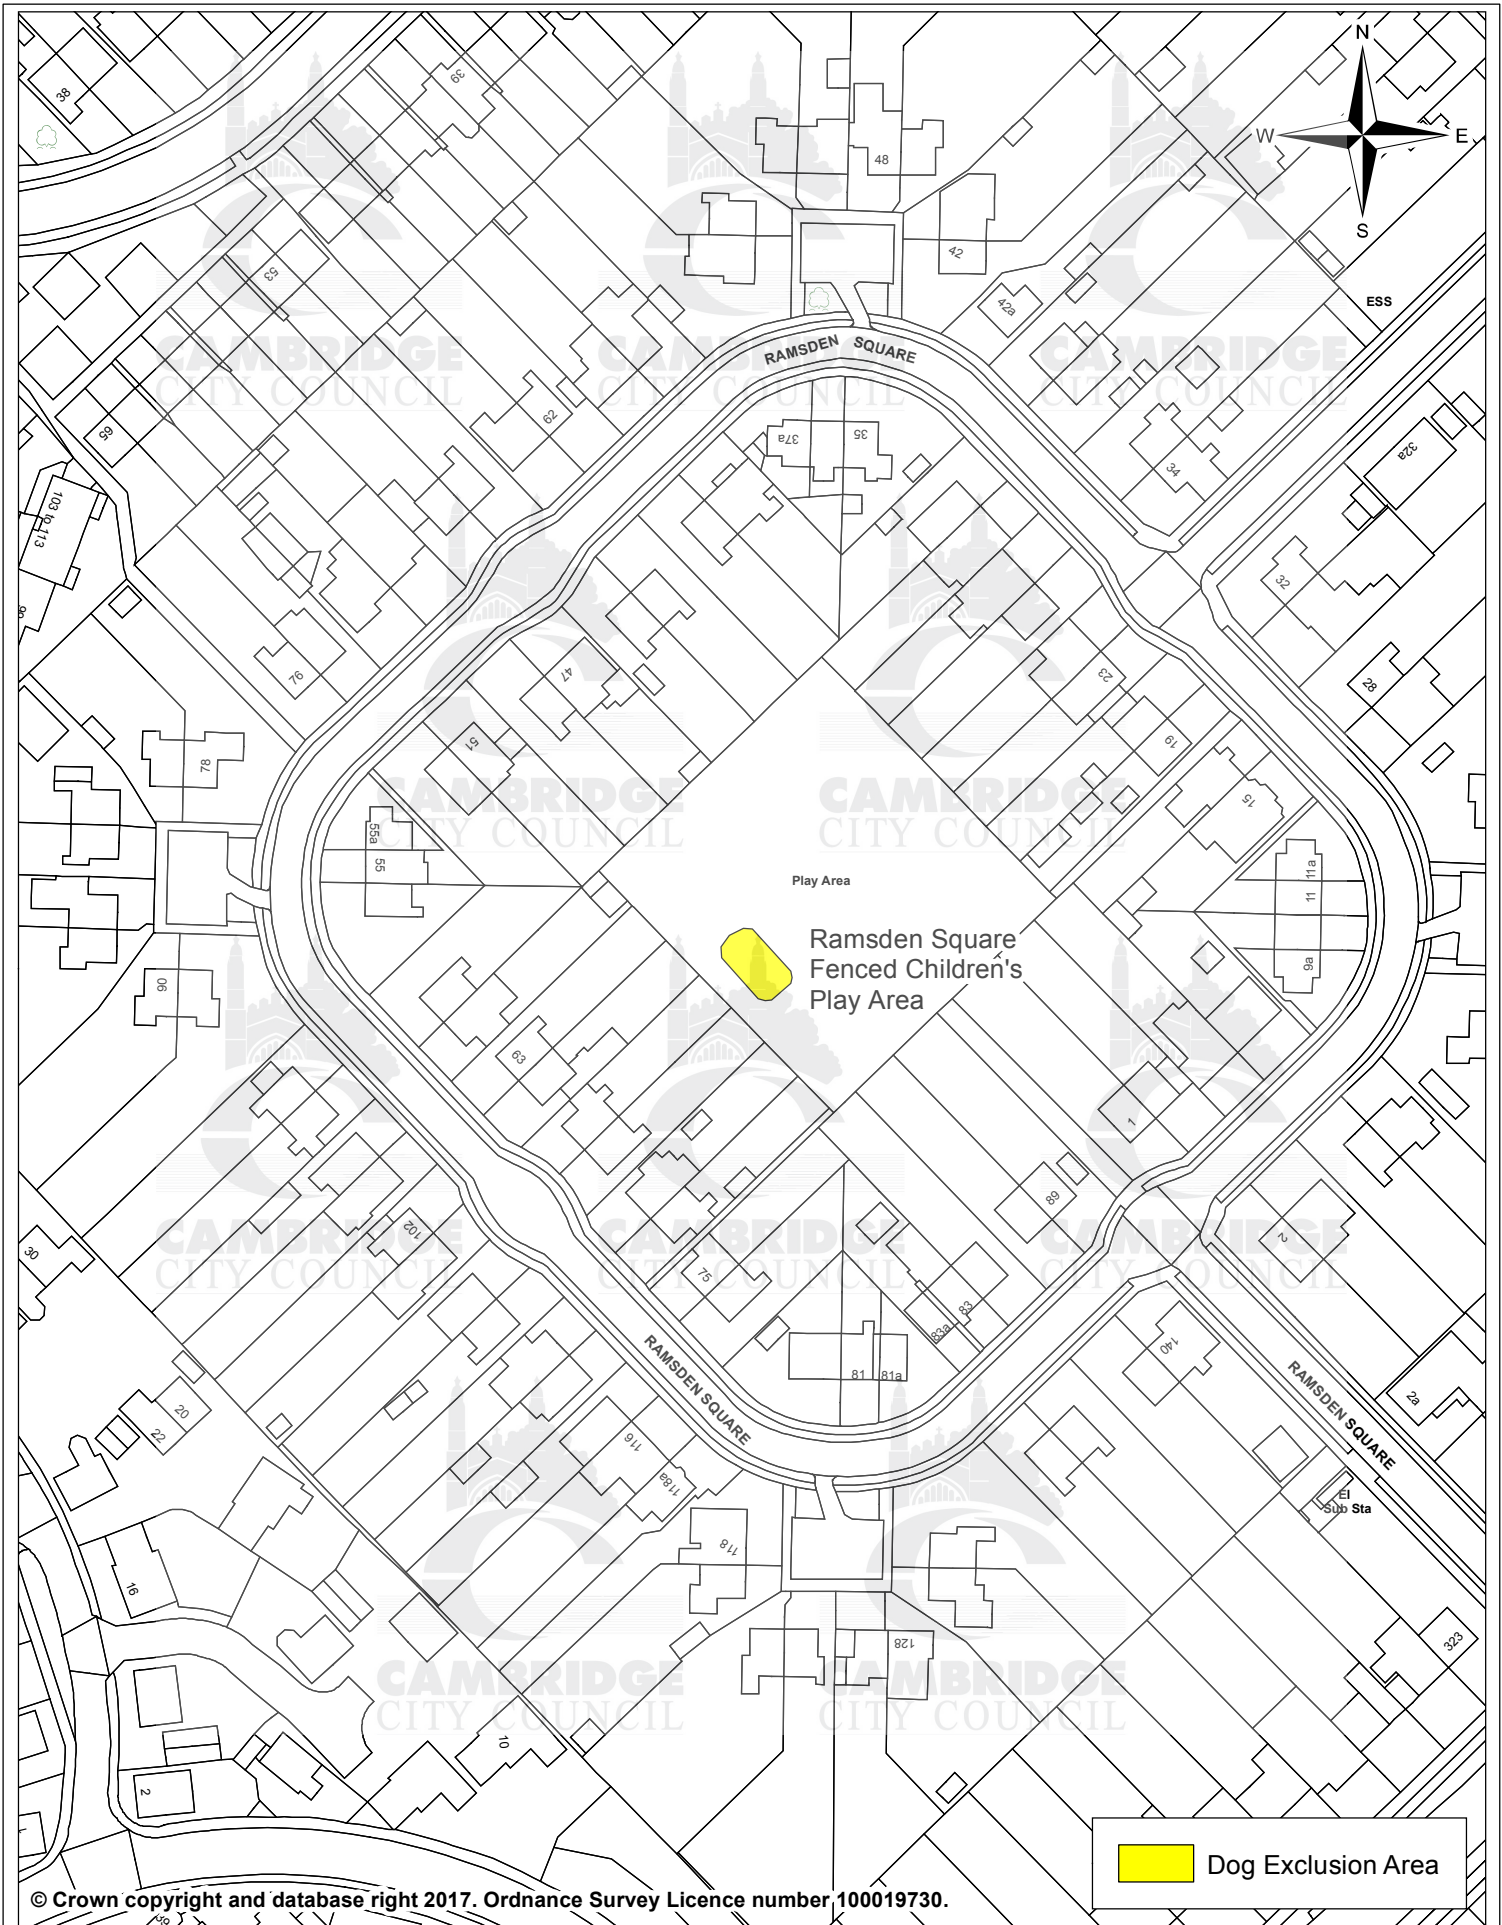 N
W
E
S
38
39
48
42
53
42a
ESS
RAMSDEN SQUARE
65
62
37a
35
34
32a
103 to 113
32
76
47
23
28
51
19
78
15
55a
55
11a
11
9a
Play Area
Ramsden Square
Fenced Children's
Play Area
90
63
1
89
2
102
30
75
83
83a
81
81a
140
RAMSDEN SQUARE
RAMSDEN SQUARE
2a
20
22
116
118a
El
Sub Sta
118
16
128
323
10
2
CAMBRIDGE
CITY COUNCIL
Dog Exclusion Area
© Crown copyright and database right 2017. Ordnance Survey Licence number 100019730.